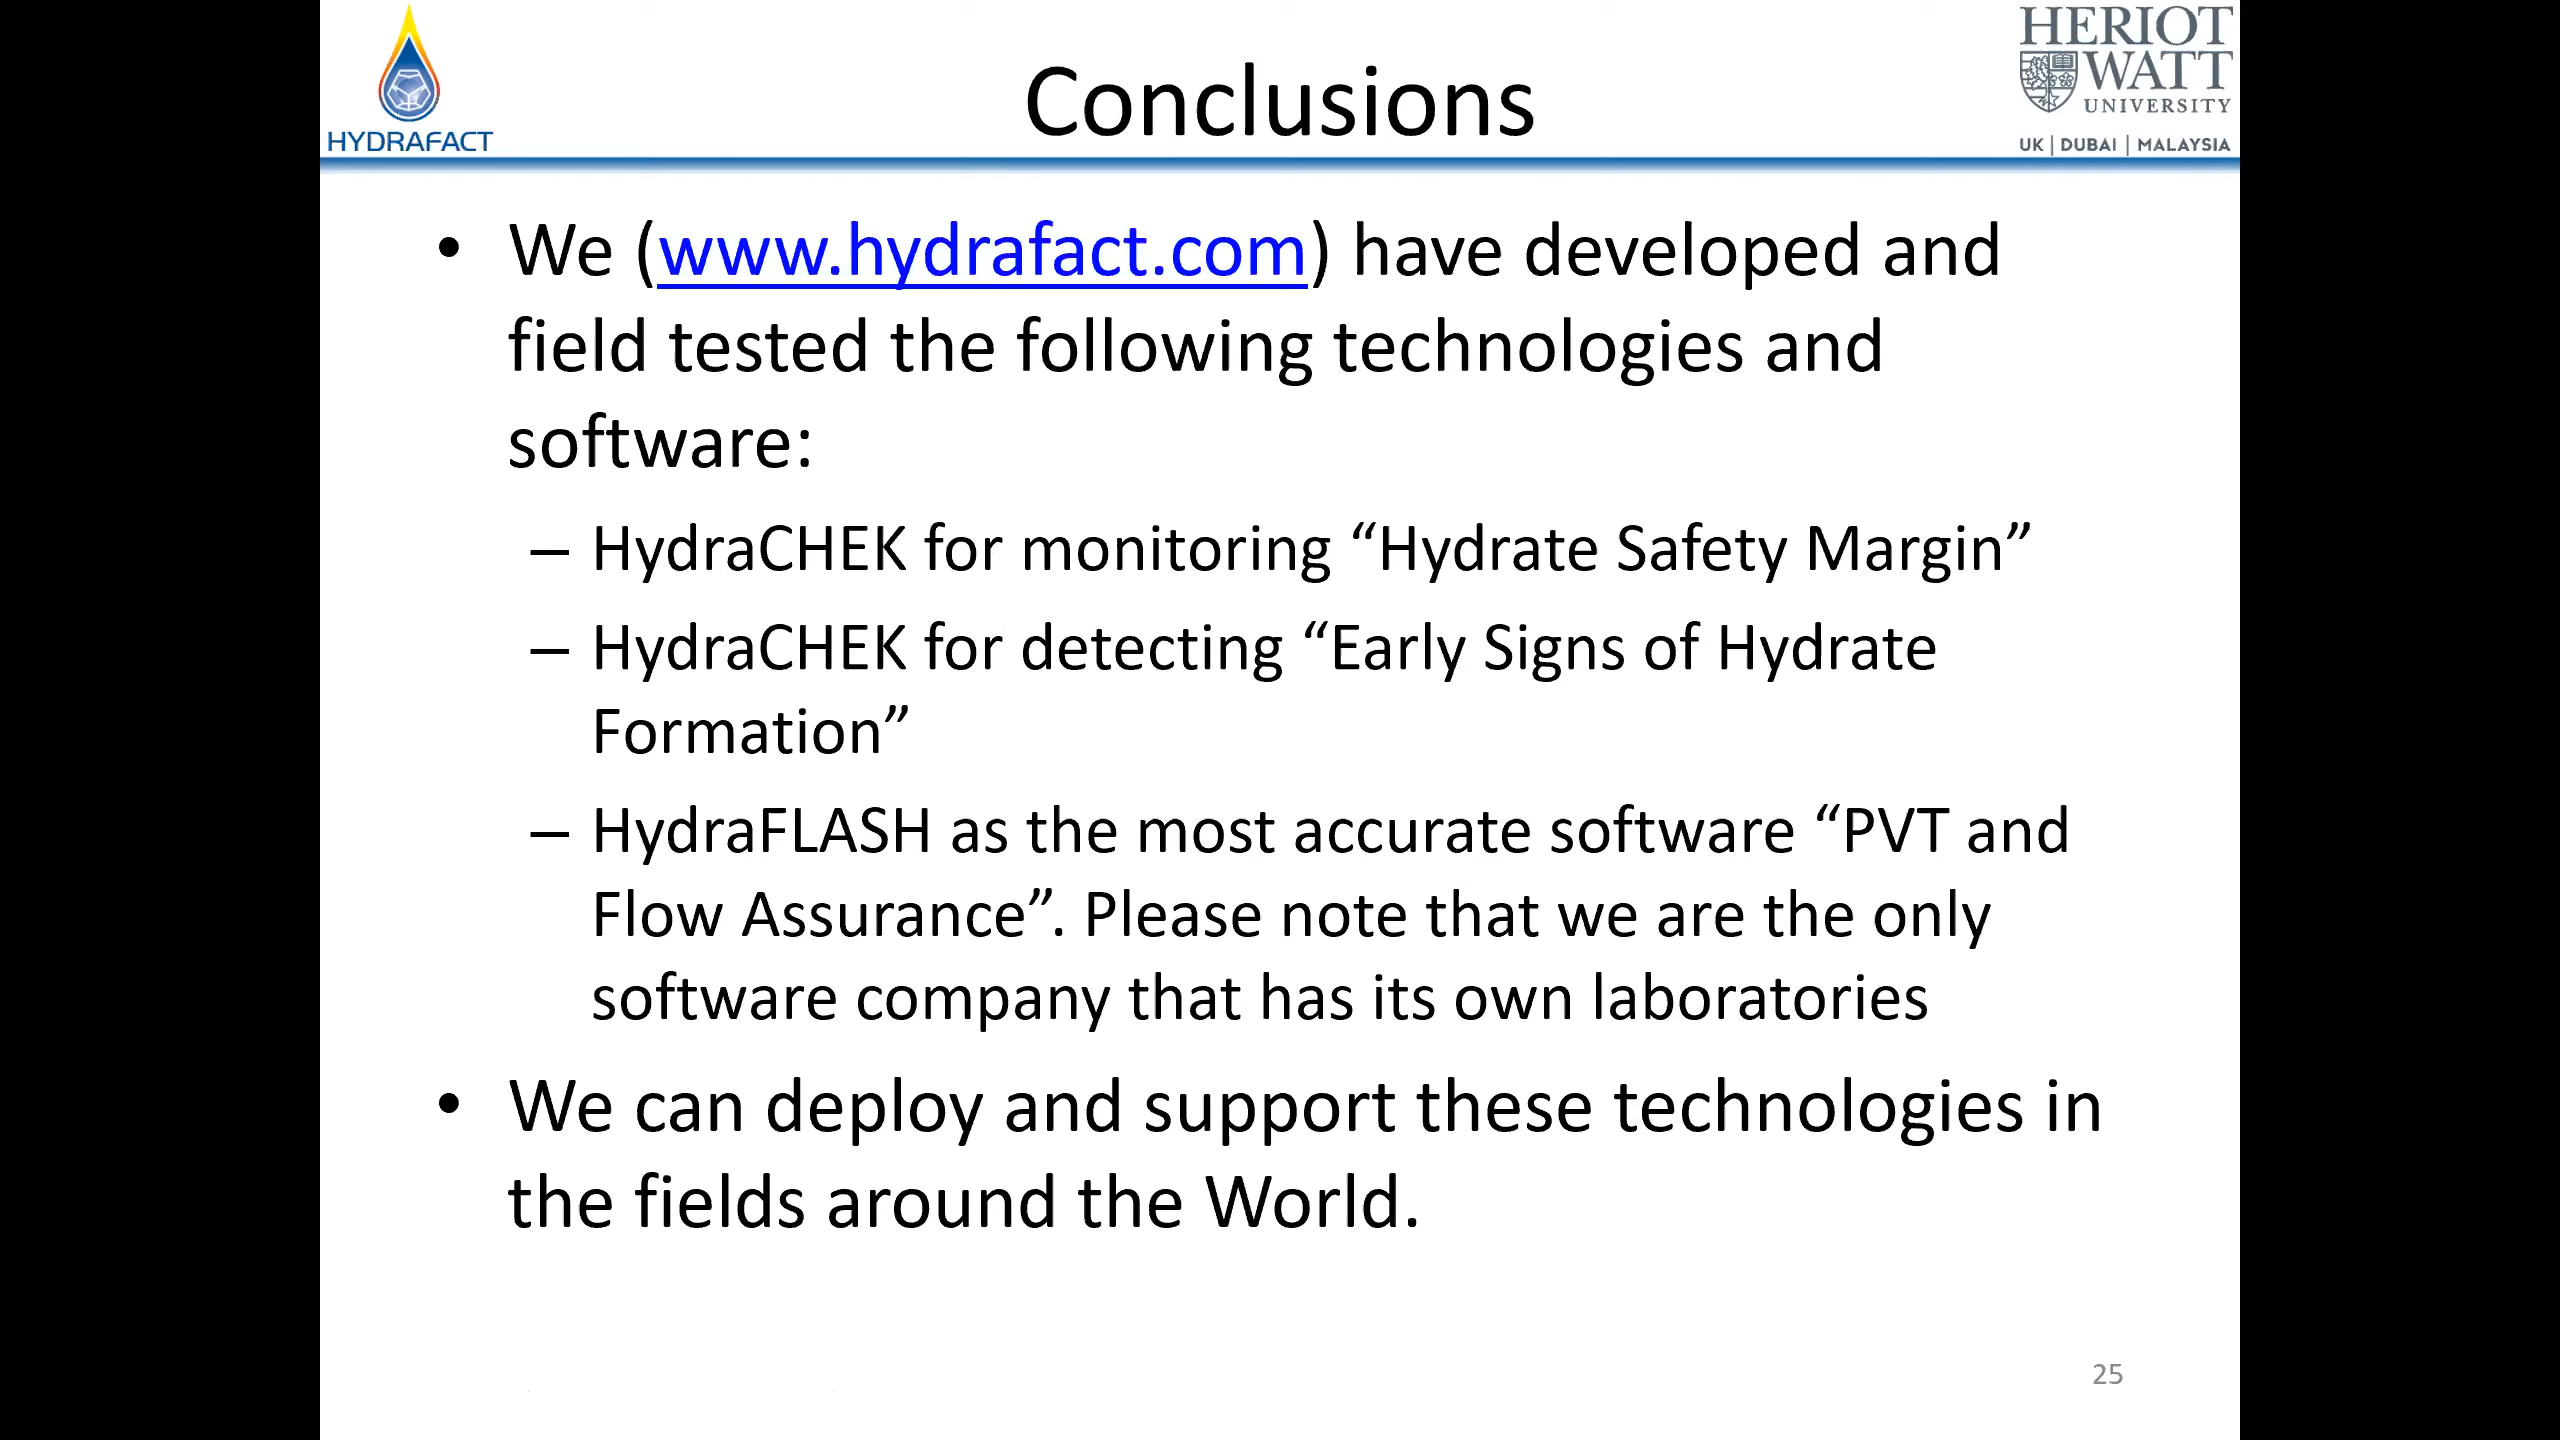 HYDRAFACT
Conclusions
HERIOT
WATT
UNIVERSITY
UK | DUBAI | MALAYSIA
• We (www.hydrafact.com) have developed and
field tested the following technologies and
software:
– HydraCHEK for monitoring “Hydrate Safety Margin”
– HydraCHEK for detecting “Early Signs of Hydrate
Formation”
– HydraFLASH as the most accurate software “PVT and
Flow Assurance”. Please note that we are the only
software company that has its own laboratories
• We can deploy and support these technologies in
the fields around the World.
25